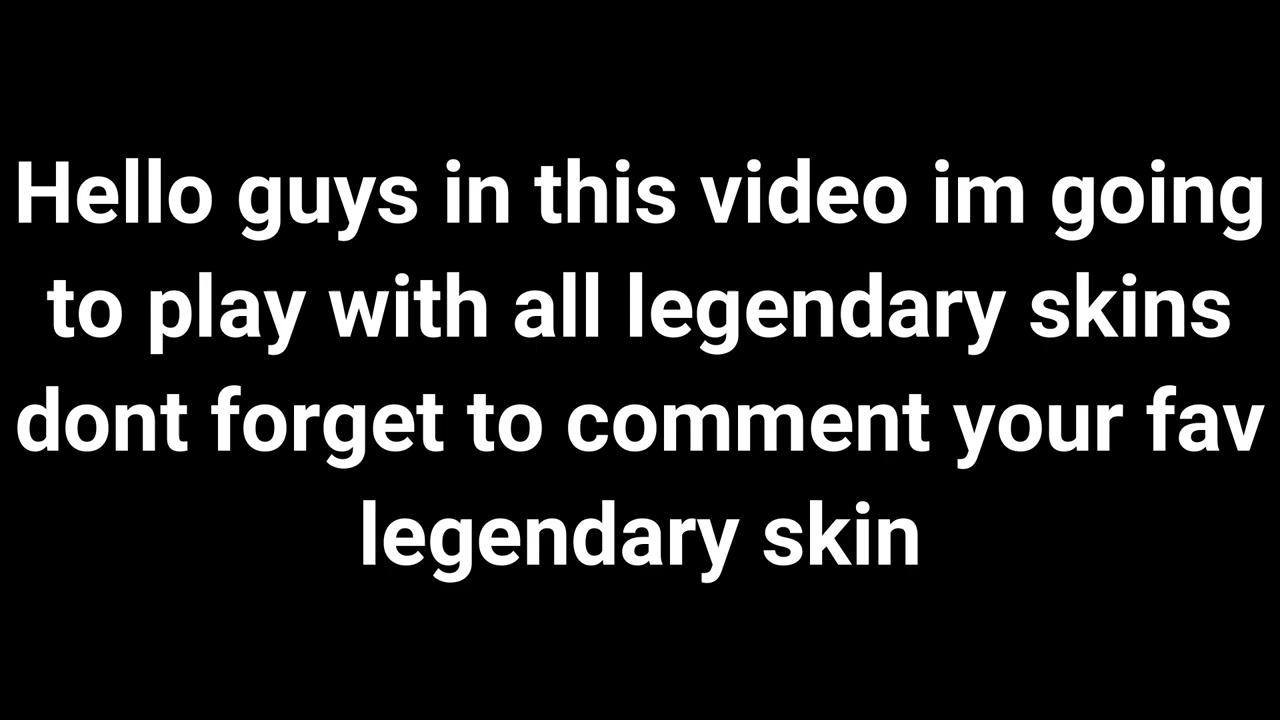 Hello guys in this video im going
to play with all legendary skins
dont forget to comment your fav
legendary skin